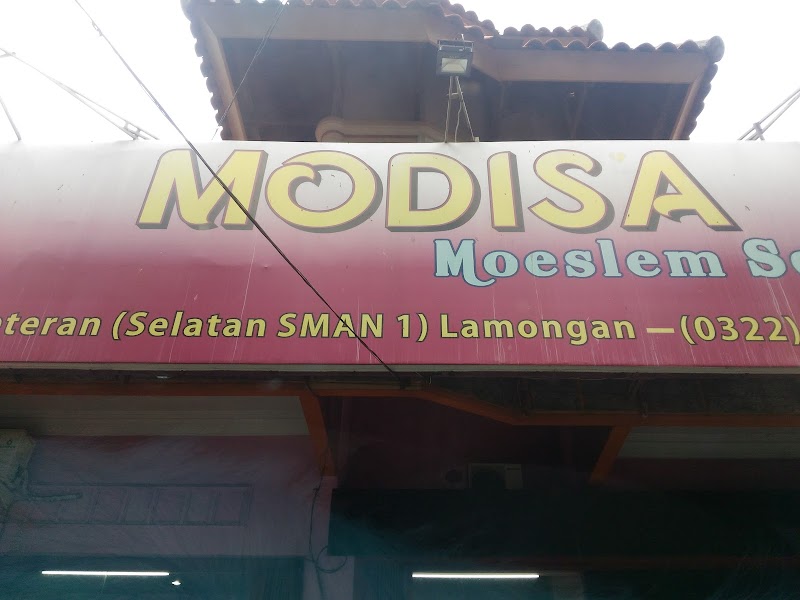 MODISA
Moeslem
(Selatan SMAN 1) Lamongan – (0322)